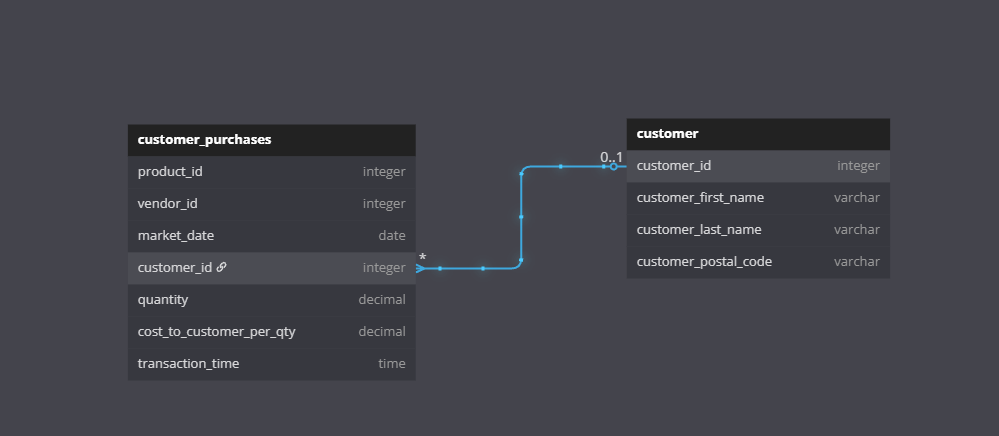 customer_purchases
product_id integer
vendor_id integer
market_date date
customer_id integer
quantity decimal
cost_to_customer_per_qty decimal
transaction_time time
*
0..1
customer
customer_id integer
customer_first_name varchar
customer_last_name varchar
customer_postal_code varchar